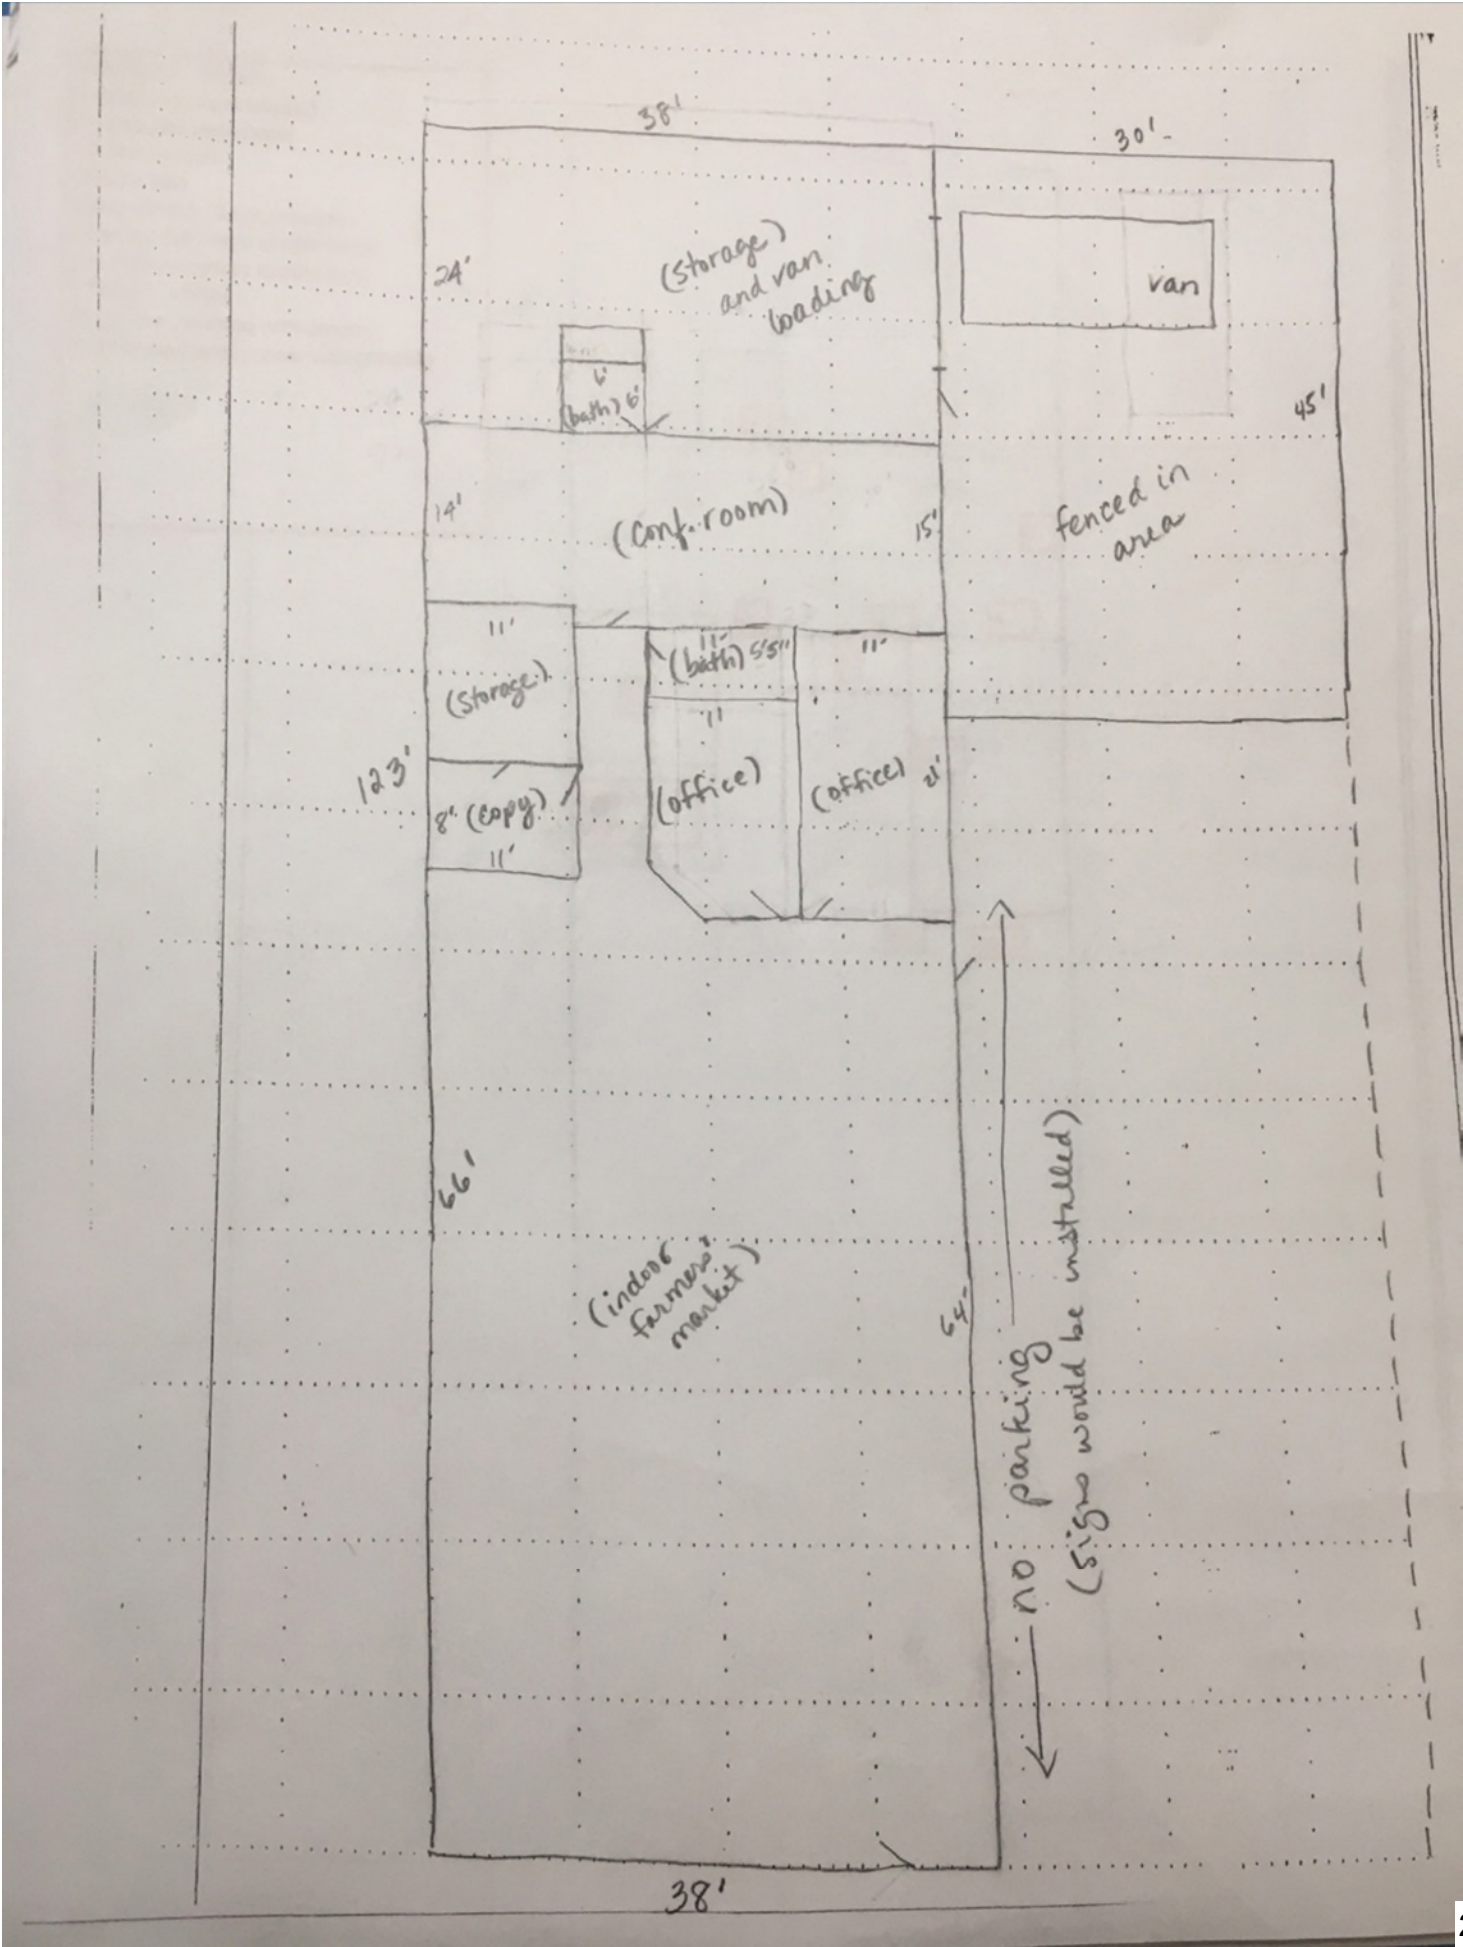 38'
30'-
(storage)
and van
loading
van
24'
6'
(bath) 6'
45'
14'
(conf. room)
15'
fenced in
area
11'
(storage)
11'
(bath) 5'5"
11'
11
123'
8' (copy)
11'
(office)
(office)
21'
66'
(indoor
farmers'
market)
64'
no parking
(signs would be installed)
38'